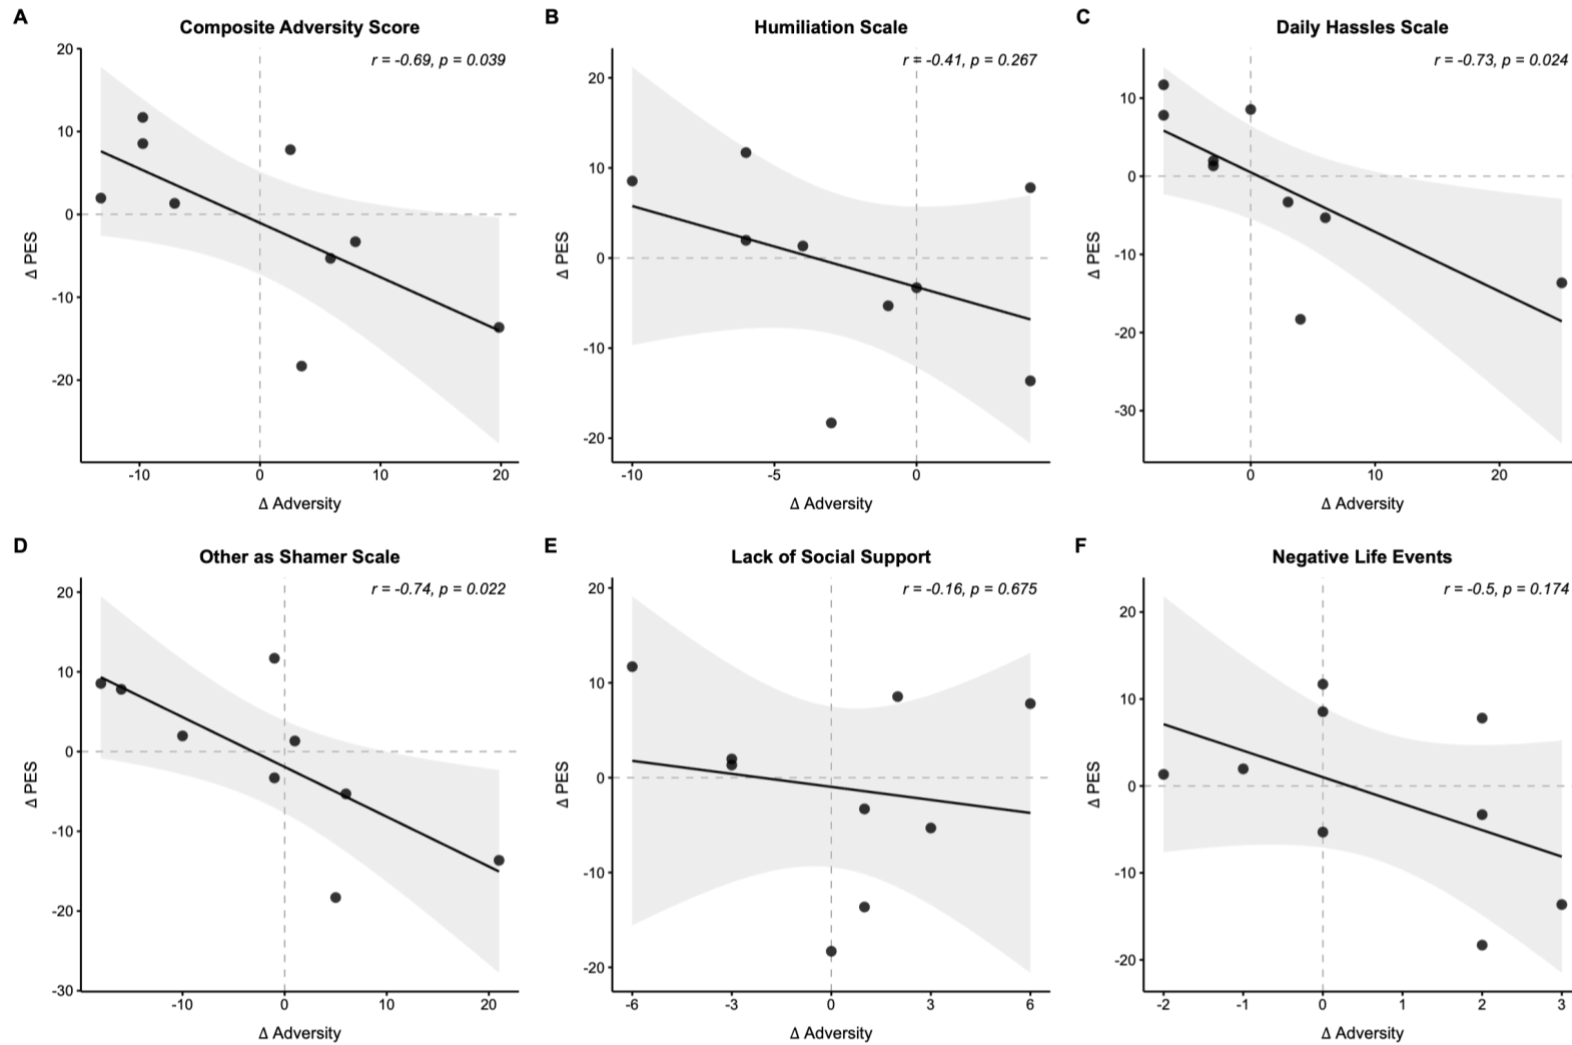 A
Composite Adversity Score
r = -0.69, p = 0.039
20
10
0
-10
-20
Δ PES
-10
0
10
20
Δ Adversity
B
Humiliation Scale
r = -0.41, p = 0.267
20
10
0
-10
-20
Δ PES
-10
-5
0
Δ Adversity
C
Daily Hassles Scale
r = -0.73, p = 0.024
10
0
-10
-20
-30
Δ PES
0
10
20
Δ Adversity
D
Other as Shamer Scale
r = -0.74, p = 0.022
20
10
0
-10
-20
-30
Δ PES
-10
0
10
20
Δ Adversity
E
Lack of Social Support
r = -0.16, p = 0.675
20
10
0
-10
-20
Δ PES
-6
-3
0
3
6
Δ Adversity
F
Negative Life Events
r = -0.5, p = 0.174
20
10
0
-10
-20
Δ PES
-2
-1
0
1
2
3
Δ Adversity